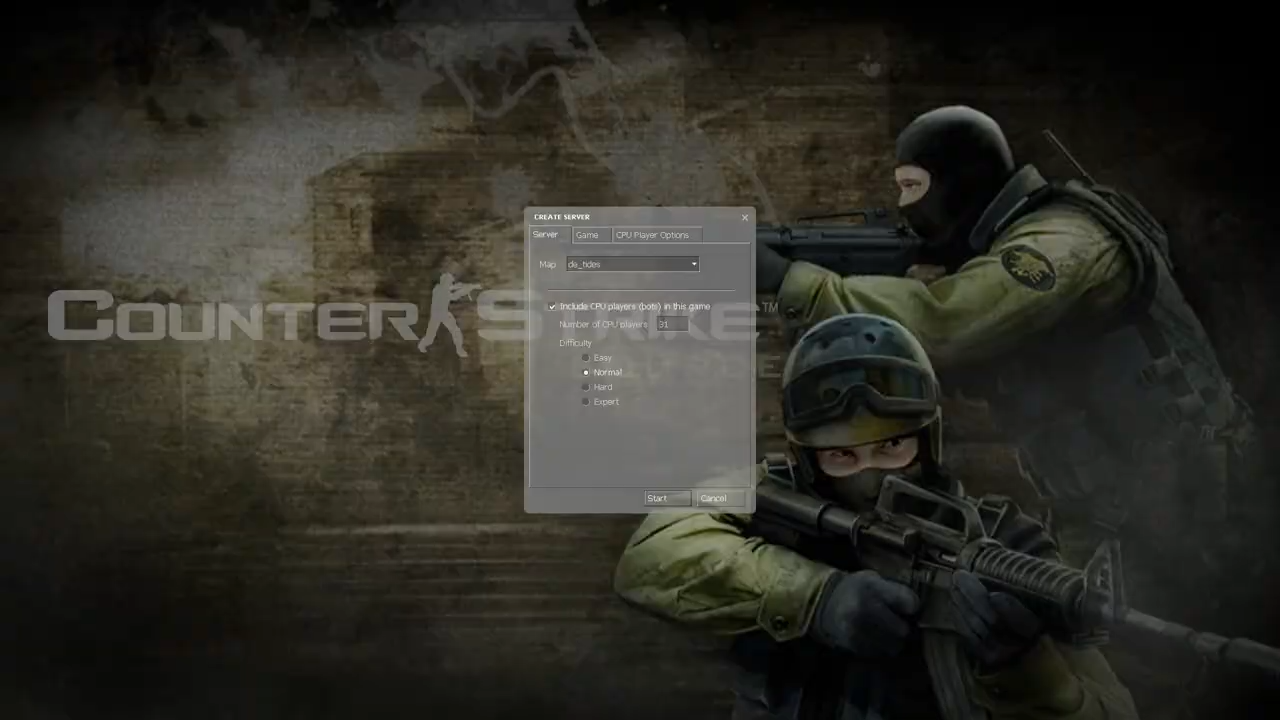 CREATE SERVER
Server Game CPU Player Options
Map de_tides
COUNTER STRIKE™
Include CPU players (bots) in this game
Number of CPU players 31
Difficulty
Easy
Normal
Hard
Expert
Start Cancel